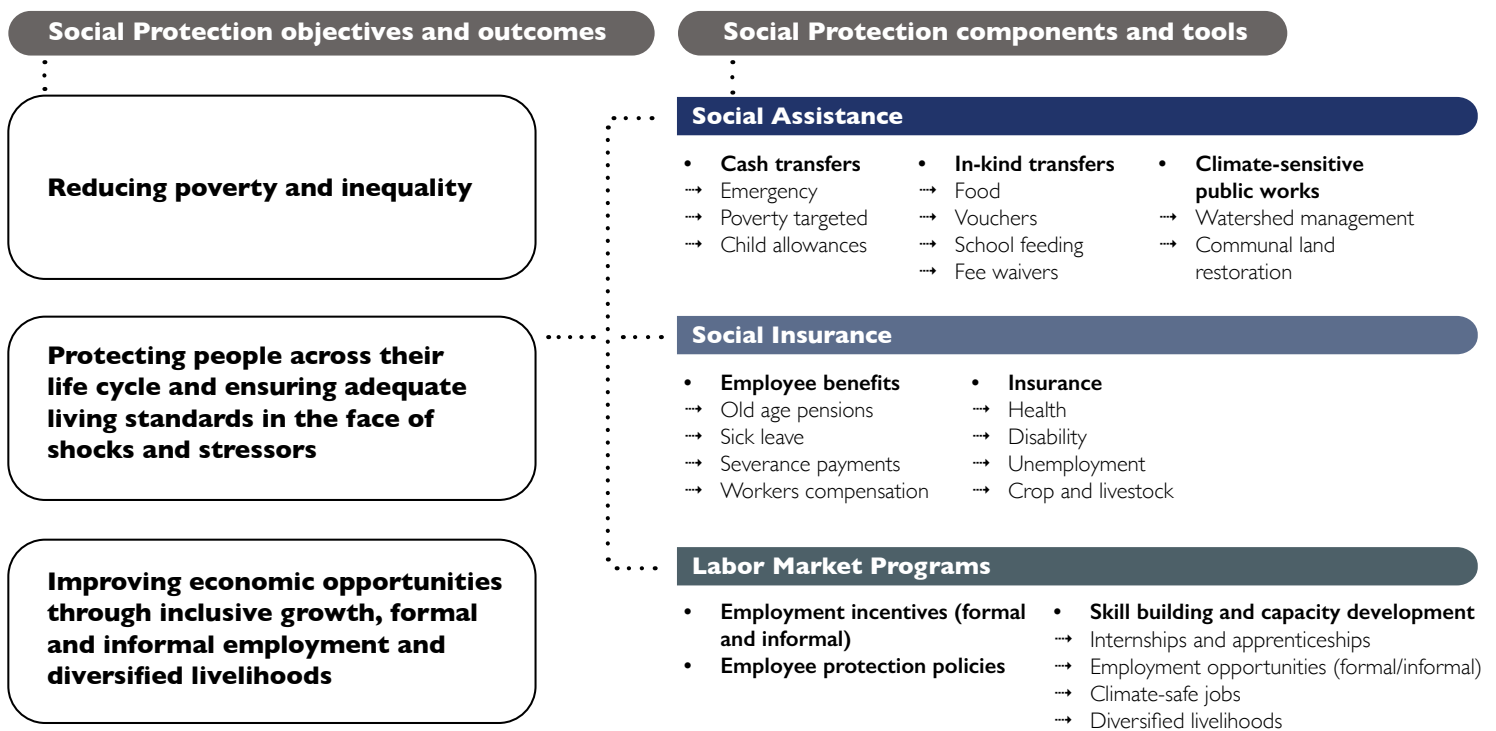 Social Protection objectives and outcomes
Reducing poverty and inequality
Protecting people across their
life cycle and ensuring adequate
living standards in the face of
shocks and stressors
Improving economic opportunities
through inclusive growth, formal
and informal employment and
diversified livelihoods
Social Protection components and tools
Social Assistance
• Cash transfers
⇢ Emergency
⇢ Poverty targeted
⇢ Child allowances
• In-kind transfers
⇢ Food
⇢ Vouchers
⇢ School feeding
⇢ Fee waivers
• Climate-sensitive
public works
⇢ Watershed management
⇢ Communal land
restoration
Social Insurance
• Employee benefits
⇢ Old age pensions
⇢ Sick leave
⇢ Severance payments
⇢ Workers compensation
• Insurance
⇢ Health
⇢ Disability
⇢ Unemployment
⇢ Crop and livestock
Labor Market Programs
• Employment incentives (formal
and informal)
• Employee protection policies
• Skill building and capacity development
⇢ Internships and apprenticeships
⇢ Employment opportunities (formal/informal)
⇢ Climate-safe jobs
⇢ Diversified livelihoods